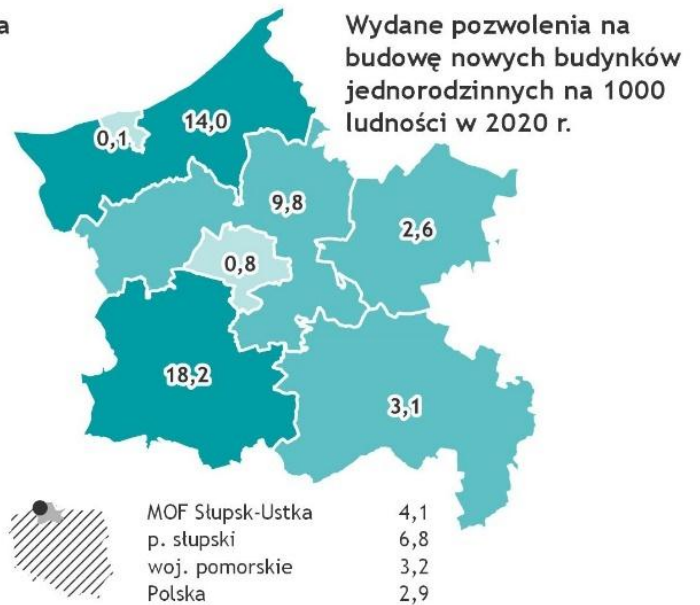 a
Wydane pozwolenia na
budowę nowych budynków
jednorodzinnych na 1000
ludności w 2020 r.
0,1
14,0
9,8
2,6
0,8
18,2
3,1
MOF Słupsk-Ustka 4,1
p. słupski 6,8
woj. pomorskie 3,2
Polska 2,9